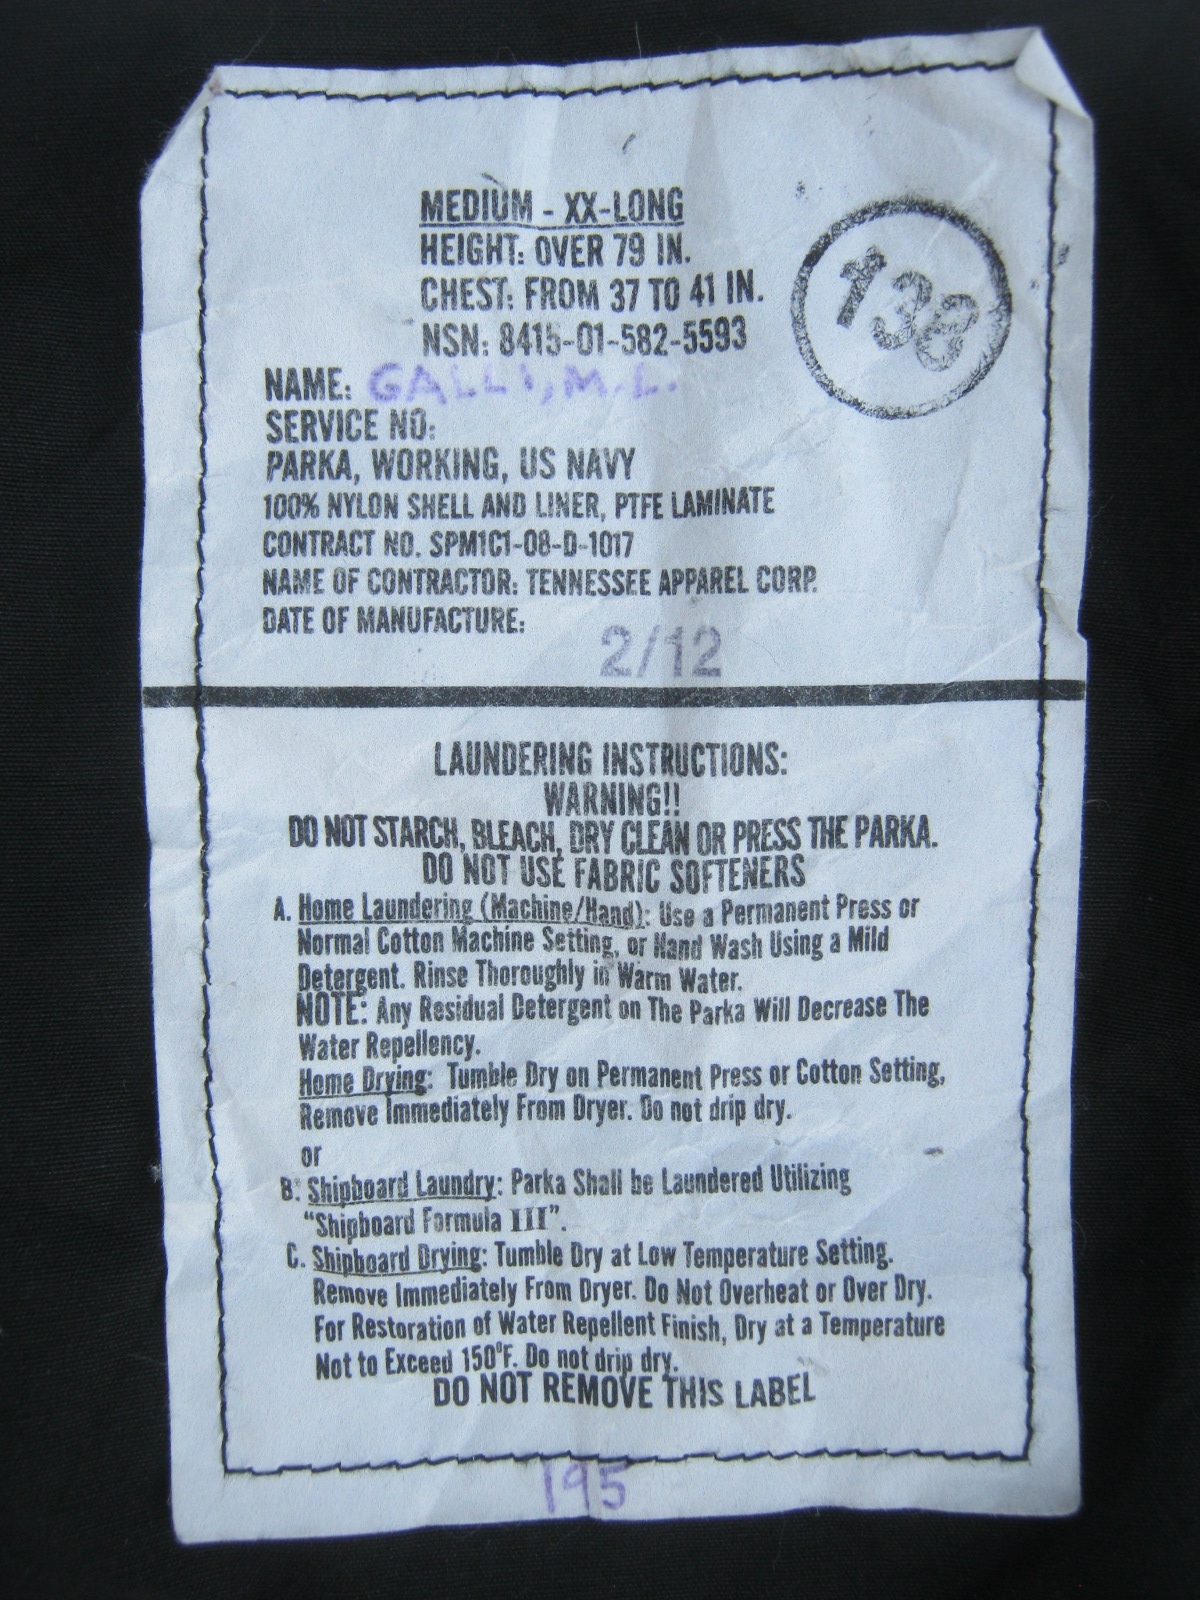 MEDIUM - XX-LONG
HEIGHT: OVER 79 IN.
CHEST: FROM 37 TO 41 IN.
NSN: 8415-01-582-5593
138
NAME: GALLI, M.L.
SERVICE NO:
PARKA, WORKING, US NAVY
100% NYLON SHELL AND LINER, PTFE LAMINATE
CONTRACT NO. SPM1C1-08-D-1017
NAME OF CONTRACTOR: TENNESSEE APPAREL CORP.
DATE OF MANUFACTURE:
2/12
LAUNDERING INSTRUCTIONS:
WARNING!!
DO NOT STARCH, BLEACH, DRY CLEAN OR PRESS THE PARKA.
DO NOT USE FABRIC SOFTENERS
A. Home Laundering (Machine/Hand): Use a Permanent Press or
Normal Cotton Machine Setting, or Hand Wash Using a Mild
Detergent. Rinse Thoroughly in Warm Water.
NOTE: Any Residual Detergent on The Parka Will Decrease The
Water Repellency.
Home Drying: Tumble Dry on Permanent Press or Cotton Setting,
Remove Immediately From Dryer. Do not drip dry.
or
B. Shipboard Laundry: Parka Shall be Laundered Utilizing
"Shipboard Formula III".
C. Shipboard Drying: Tumble Dry at Low Temperature Setting.
Remove Immediately From Dryer. Do Not Overheat or Over Dry.
For Restoration of Water Repellent Finish, Dry at a Temperature
Not to Exceed 150°F. Do not drip dry.
DO NOT REMOVE THIS LABEL
195